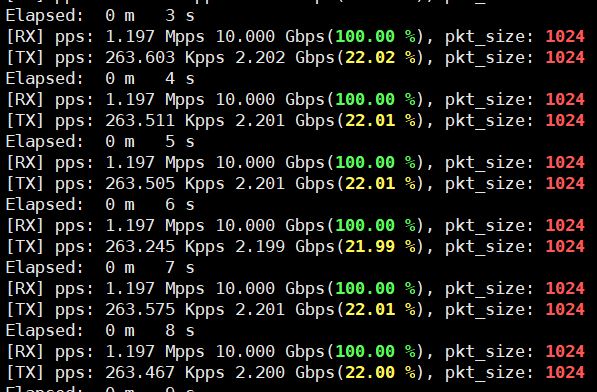 Elapsed:  0 m   3 s
[RX] pps: 1.197 Mpps 10.000 Gbps(100.00 %), pkt_size: 1024
[TX] pps: 263.603 Kpps 2.202 Gbps(22.02 %), pkt_size: 1024
Elapsed:  0 m   4 s
[RX] pps: 1.197 Mpps 10.000 Gbps(100.00 %), pkt_size: 1024
[TX] pps: 263.511 Kpps 2.201 Gbps(22.01 %), pkt_size: 1024
Elapsed:  0 m   5 s
[RX] pps: 1.197 Mpps 10.000 Gbps(100.00 %), pkt_size: 1024
[TX] pps: 263.505 Kpps 2.201 Gbps(22.01 %), pkt_size: 1024
Elapsed:  0 m   6 s
[RX] pps: 1.197 Mpps 10.000 Gbps(100.00 %), pkt_size: 1024
[TX] pps: 263.245 Kpps 2.199 Gbps(21.99 %), pkt_size: 1024
Elapsed:  0 m   7 s
[RX] pps: 1.197 Mpps 10.000 Gbps(100.00 %), pkt_size: 1024
[TX] pps: 263.575 Kpps 2.201 Gbps(22.01 %), pkt_size: 1024
Elapsed:  0 m   8 s
[RX] pps: 1.197 Mpps 10.000 Gbps(100.00 %), pkt_size: 1024
[TX] pps: 263.467 Kpps 2.200 Gbps(22.00 %), pkt_size: 1024